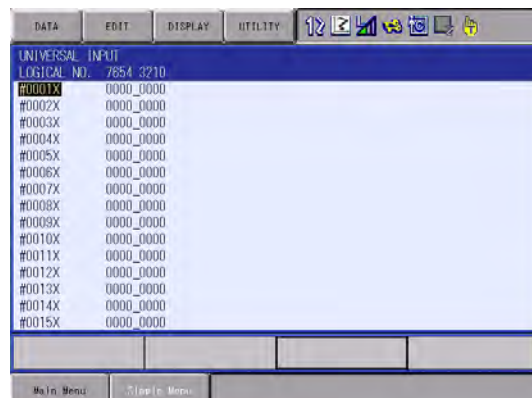 DATA EDIT DISPLAY UTILITY
UNIVERSAL INPUT
LOGICAL NO. 7654 3210
#0001X 0000_0000
#0002X 0000_0000
#0003X 0000_0000
#0004X 0000_0000
#0005X 0000_0000
#0006X 0000_0000
#0007X 0000_0000
#0008X 0000_0000
#0009X 0000_0000
#0010X 0000_0000
#0011X 0000_0000
#0012X 0000_0000
#0013X 0000_0000
#0014X 0000_0000
#0015X 0000_0000
Main Menu Simple Menu